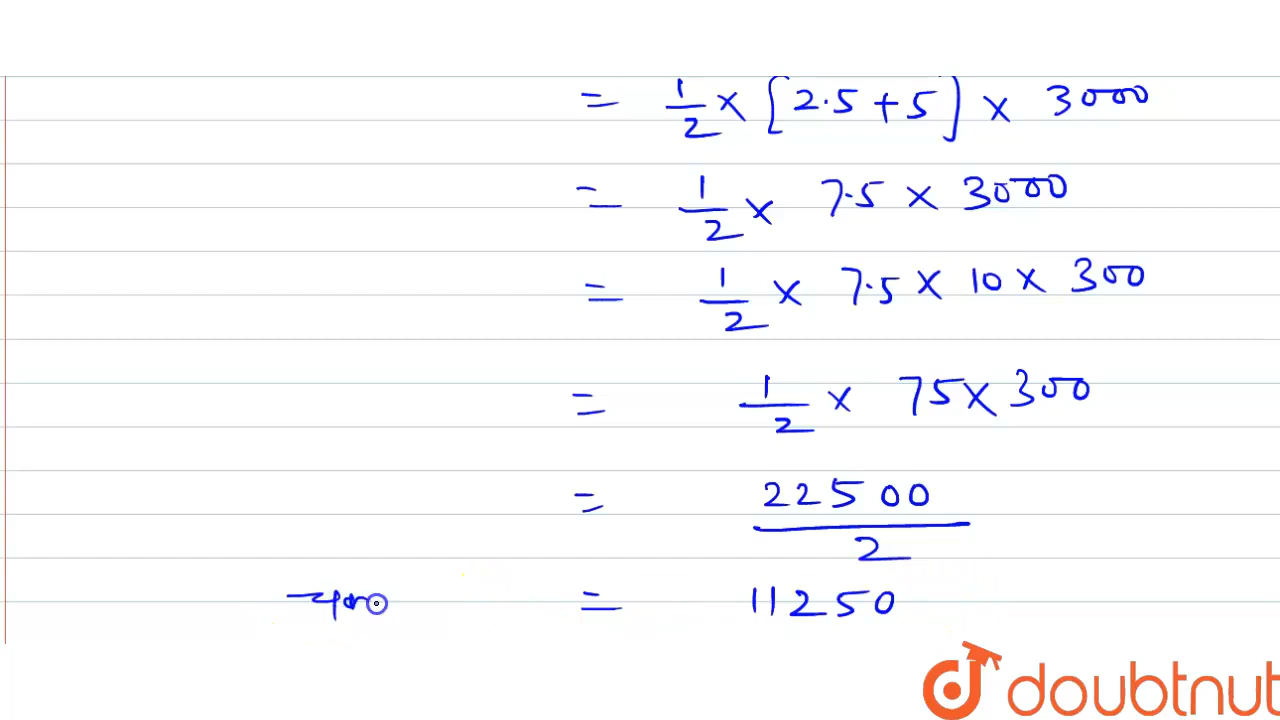 = 1/2 × [2.5 + 5] × 3000
= 1/2 × 7.5 × 3000
= 1/2 × 7.5 × 10 × 300
= 1/2 × 75 × 300
= 22500/2
= 11250
doubtnut